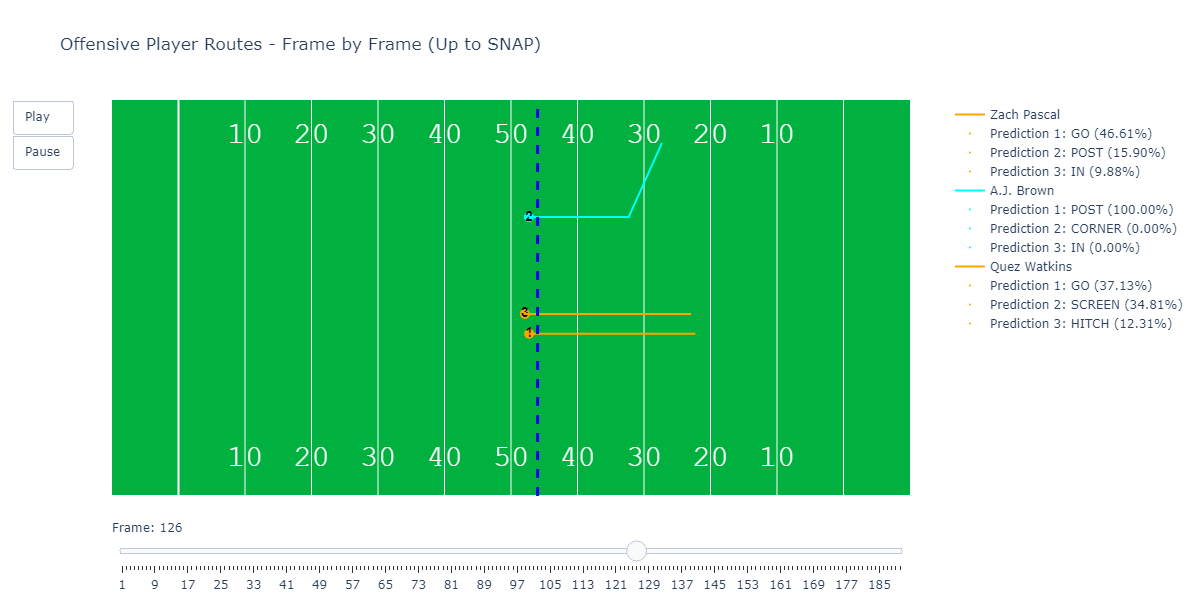 Offensive Player Routes - Frame by Frame (Up to SNAP)
Play
Pause
10 20 30 40 50 40 30 20 10
2
3
1
10 20 30 40 50 40 30 20 10
Zach Pascal
Prediction 1: GO (46.61%)
Prediction 2: POST (15.90%)
Prediction 3: IN (9.88%)
A.J. Brown
Prediction 1: POST (100.00%)
Prediction 2: CORNER (0.00%)
Prediction 3: IN (0.00%)
Quez Watkins
Prediction 1: GO (37.13%)
Prediction 2: SCREEN (34.81%)
Prediction 3: HITCH (12.31%)
Frame: 126
1 9 17 25 33 41 49 57 65 73 81 89 97 105 113 121 129 137 145 153 161 169 177 185